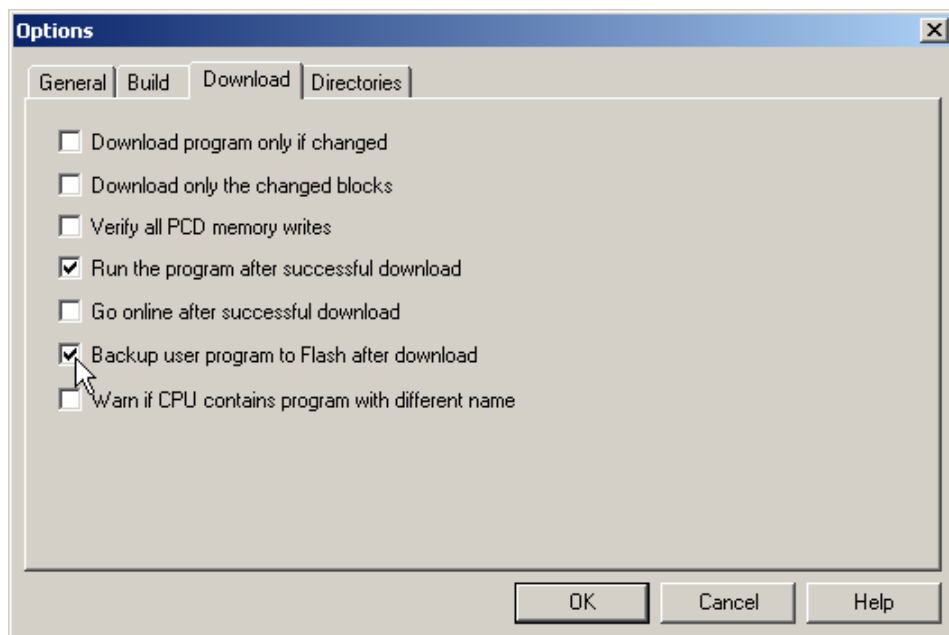 Options
General Build Download Directories
Download program only if changed
Download only the changed blocks
Verify all PCD memory writes
Run the program after successful download
Go online after successful download
Backup user program to Flash after download
Warn if CPU contains program with different name
OK Cancel Help